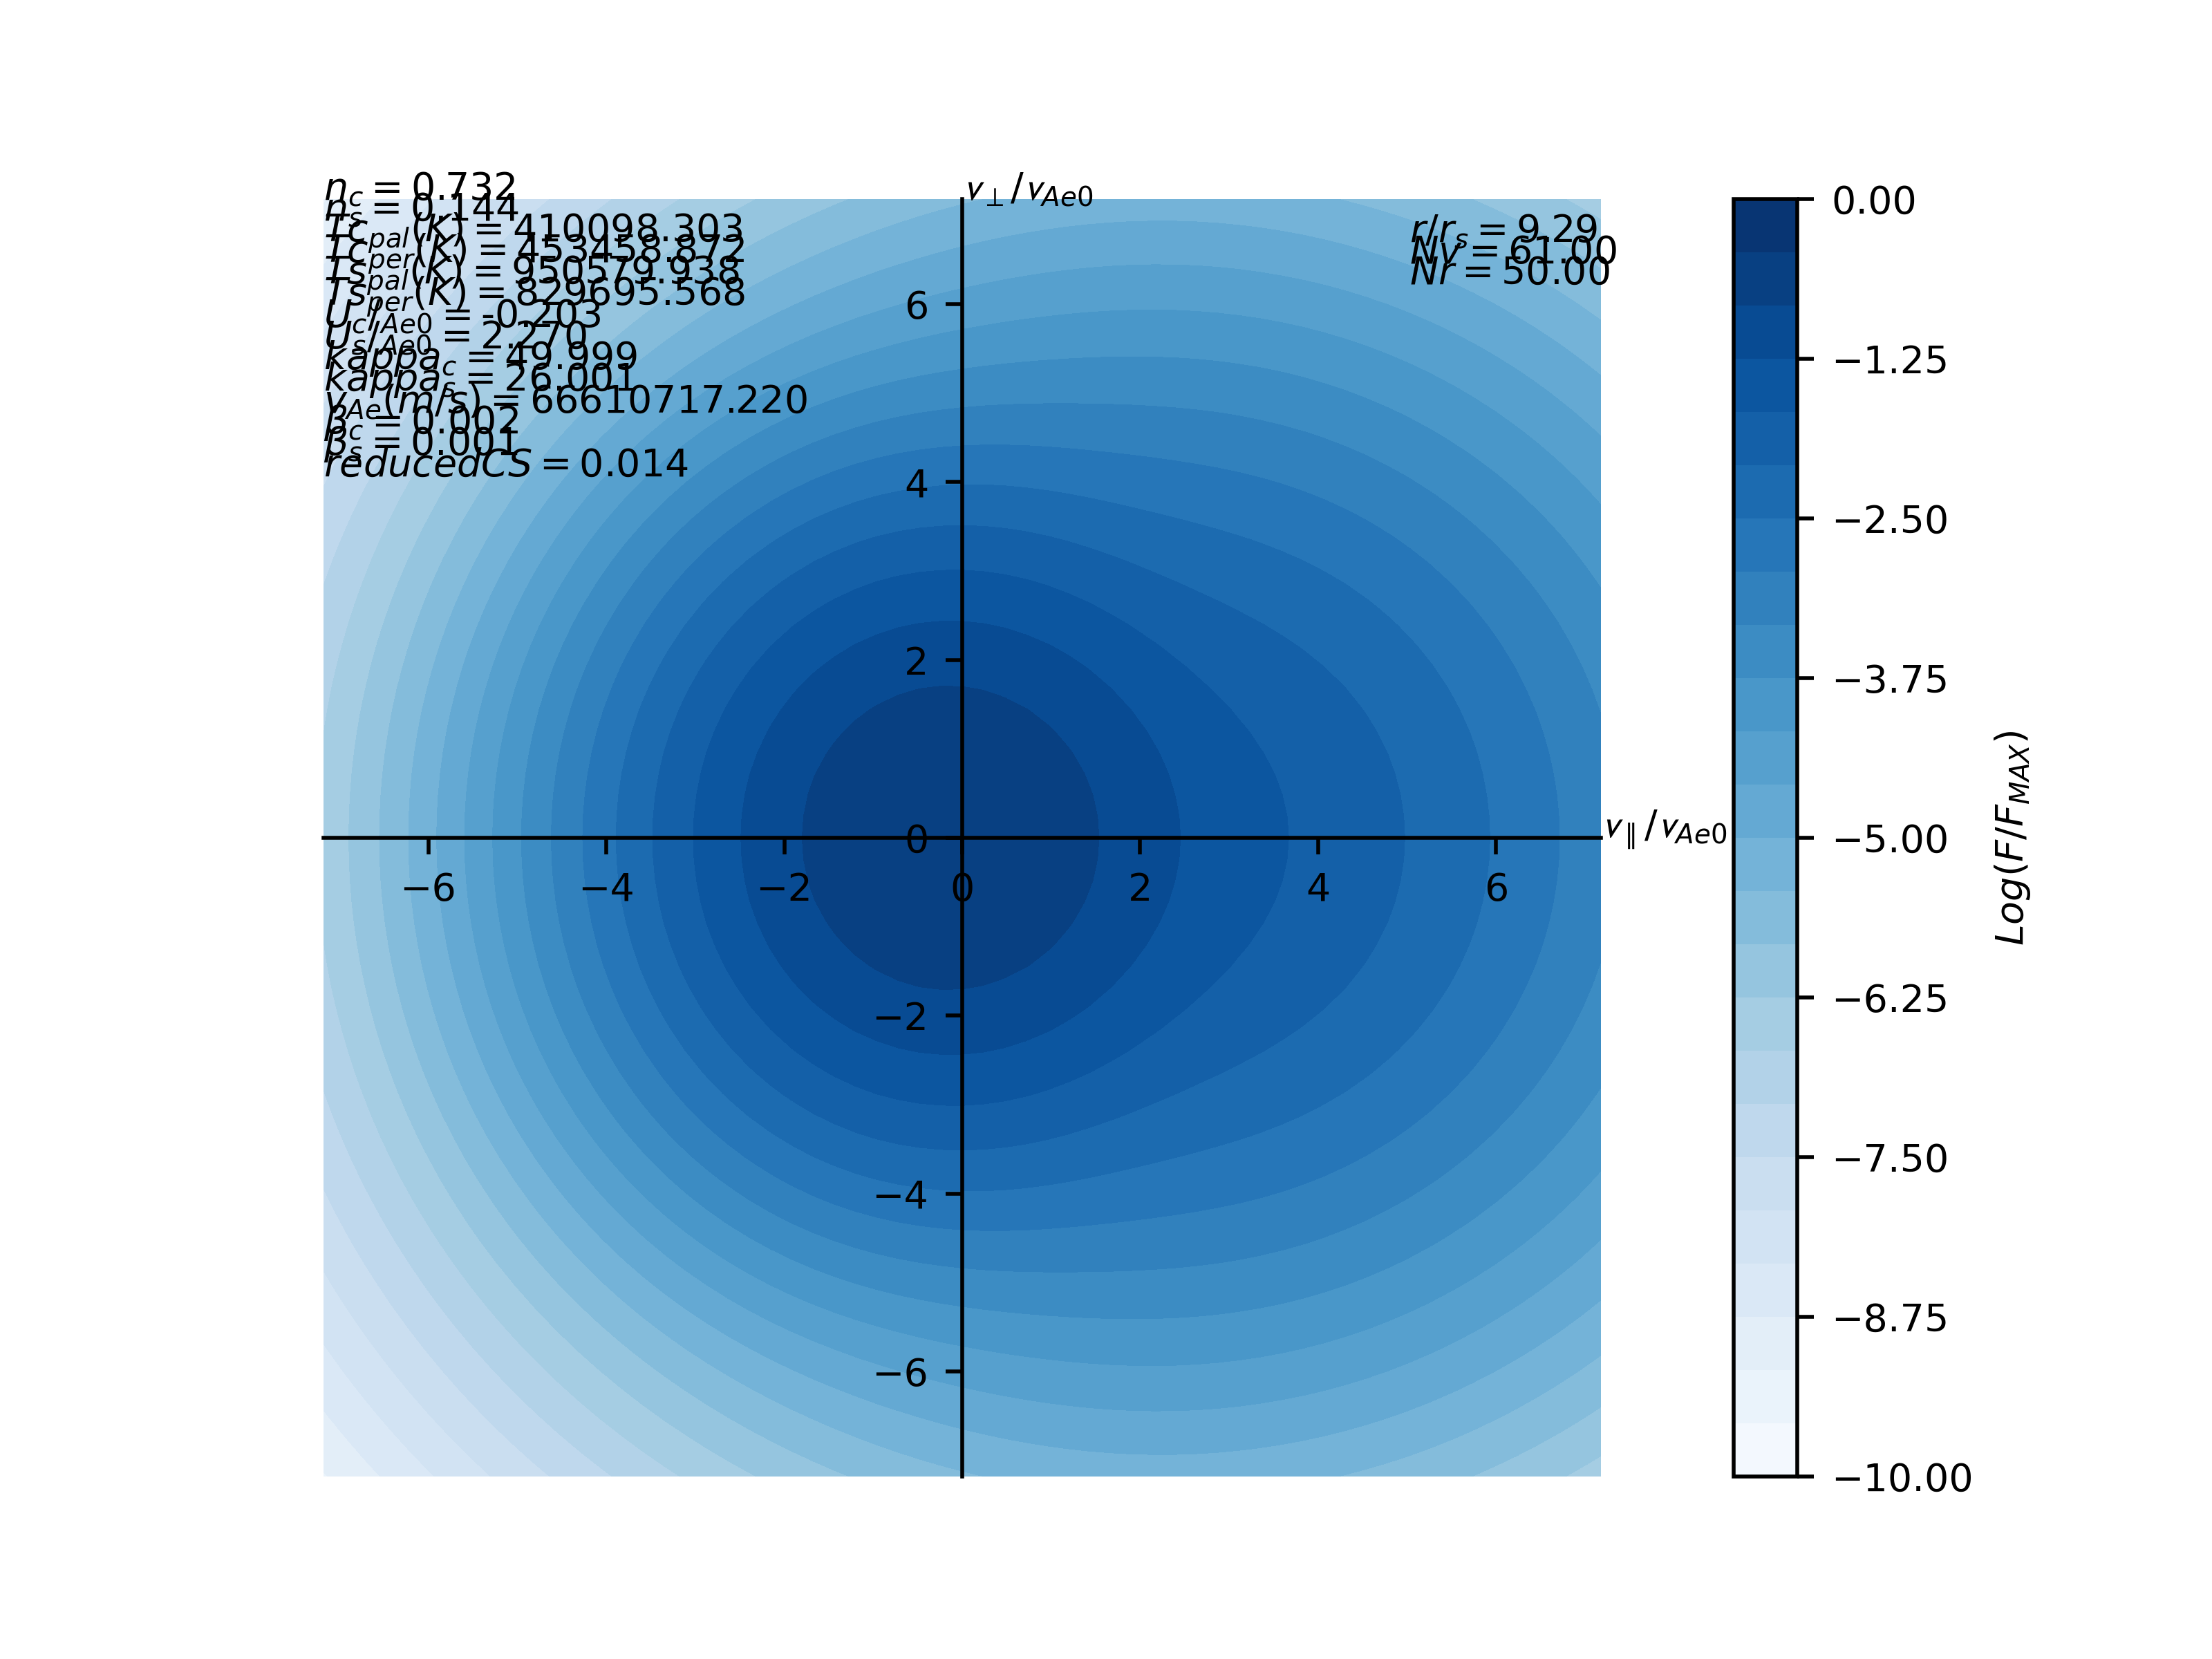 n_c = 0.732
n_s = 0.144
Tc_pal(K) = 410098.303
Tc_per(K) = 453458.872
Ts_pal(K) = 950579.938
Ts_per(K) = 829695.568
U_c/Ae0 = -0.203
U_s/Ae0 = 2.270
kappa_c = 49.999
kappa_s = 26.001
v_Ae(m/s) = 66610717.220
β_c = 0.002
β_s = 0.001
reducedCS = 0.014
v_⊥/v_Ae0
r/r_s = 9.29
Nv = 61.00
Nr = 50.00
6
4
2
0
−2
−4
−6
−6
−4
−2
0
2
4
6
v_∥/v_Ae0
0.00
−1.25
−2.50
−3.75
−5.00
−6.25
−7.50
−8.75
−10.00
Log(F/F_MAX)